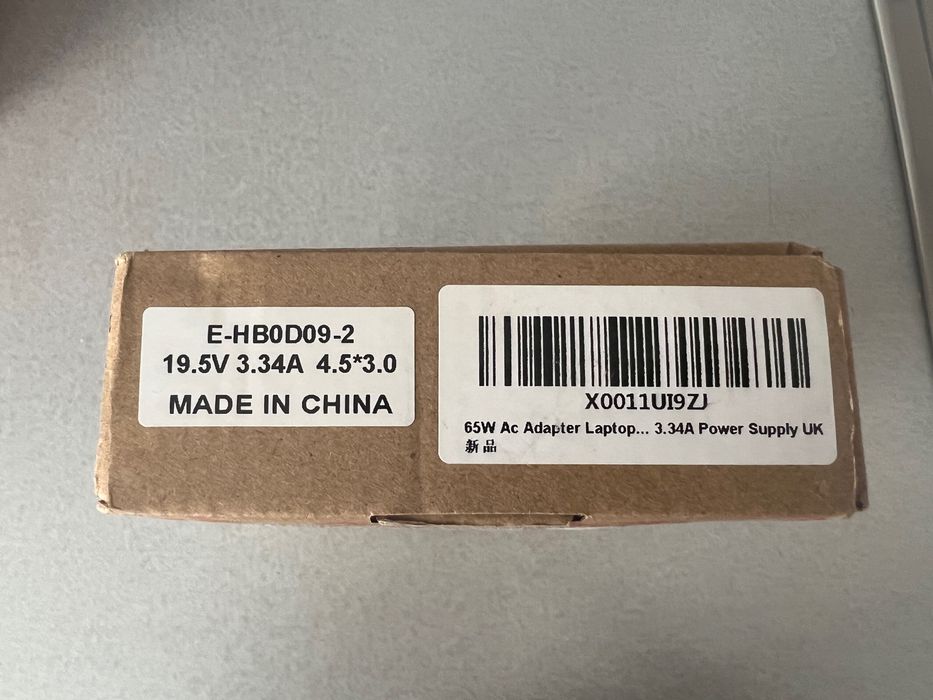 E-HB0D09-2
19.5V 3.34A 4.5*3.0
MADE IN CHINA
X0011UI9ZJ
65W Ac Adapter Laptop... 3.34A Power Supply UK
新品